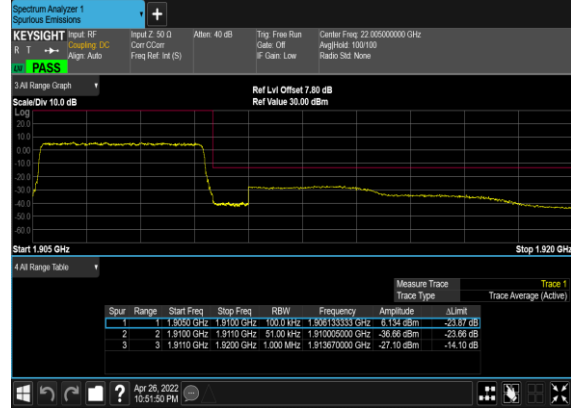 Spectrum Analyzer 1
Spurious Emissions
+
KEYSIGHT Input: RF Input Z: 50 Ω Atten: 40 dB Trig: Free Run Center Freq: 22.005000000 GHz
R T Coupling: DC Corr CCorr Gate: Off Avg|Hold: 100/100
Align: Auto Freq Ref: Int (S) IF Gain: Low Radio Std: None
PASS
3 All Range Graph
Ref Lvl Offset 7.80 dB
Scale/Div 10.0 dB Ref Value 30.00 dBm
Log
20.0
10.0
0.00
-10.0
-20.0
-30.0
-40.0
-50.0
-60.0
Start 1.905 GHz Stop 1.920 GHz
4 All Range Table
Measure Trace Trace 1
Trace Type Trace Average (Active)
Spur Range Start Freq Stop Freq RBW Frequency Amplitude ΔLimit
1 1 1.9050 GHz 1.9100 GHz 100.0 kHz 1.906133333 GHz 6.134 dBm -23.87 dB
2 2 1.9100 GHz 1.9110 GHz 51.00 kHz 1.910005000 GHz -36.66 dBm -23.66 dB
3 3 1.9110 GHz 1.9200 GHz 1.000 MHz 1.913670000 GHz -27.10 dBm -14.10 dB
? Apr 26, 2022
10:51:50 PM